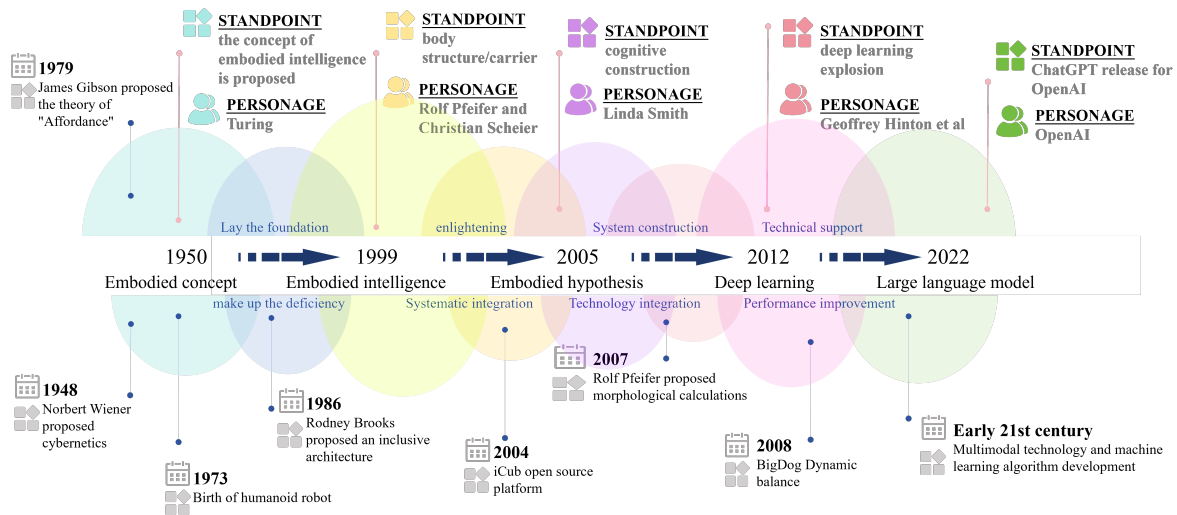 STANDPOINT
the concept of
embodied intelligence
is proposed
PERSONAGE
Turing
STANDPOINT
body
structure/carrier
PERSONAGE
Rolf Pfeifer and
Christian Scheier
STANDPOINT
cognitive
construction
PERSONAGE
Linda Smith
STANDPOINT
deep learning
explosion
PERSONAGE
Geoffrey Hinton et al
STANDPOINT
ChatGPT release for
OpenAI
PERSONAGE
OpenAI
1979
James Gibson proposed
the theory of
"Affordance"
Lay the foundation
enlightening
System construction
Technical support
1950
1999
2005
2012
2022
Embodied concept
Embodied intelligence
Embodied hypothesis
Deep learning
Large language model
make up the deficiency
Systematic integration
Technology integration
Performance improvement
1948
Norbert Wiener
proposed
cybernetics
1973
Birth of humanoid robot
1986
Rodney Brooks
proposed an inclusive
architecture
2004
iCub open source
platform
2007
Rolf Pfeifer proposed
morphological calculations
2008
BigDog Dynamic
balance
Early 21st century
Multimodal technology and machine
learning algorithm development